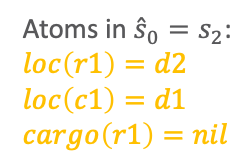 Atoms in ŝ₀ = s₂:
loc(r1) = d2
loc(c1) = d1
cargo(r1) = nil